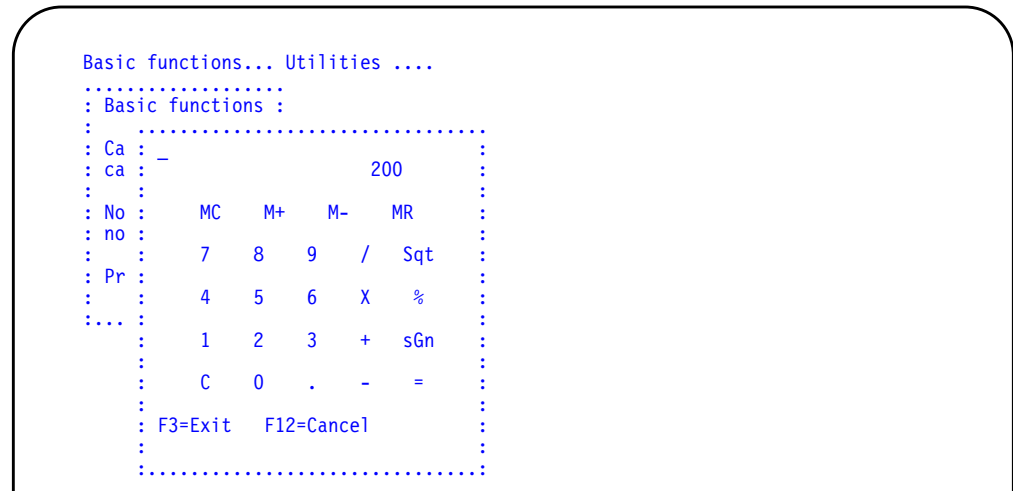 Basic functions... Utilities ....
...................
: Basic functions :
:    .................................
: Ca : _                             :
: ca :                     200       :
:    :                               :
: No :     MC    M+    M-    MR      :
: no :                               :
:    :     7    8    9    /   Sqt    :
: Pr :                               :
:    :     4    5    6    X    %     :
:... :                               :
     :     1    2    3    +   sGn    :
     :                               :
     :     C    0    .    -    =     :
     :                               :
     : F3=Exit   F12=Cancel          :
     :                               :
     :...............................: